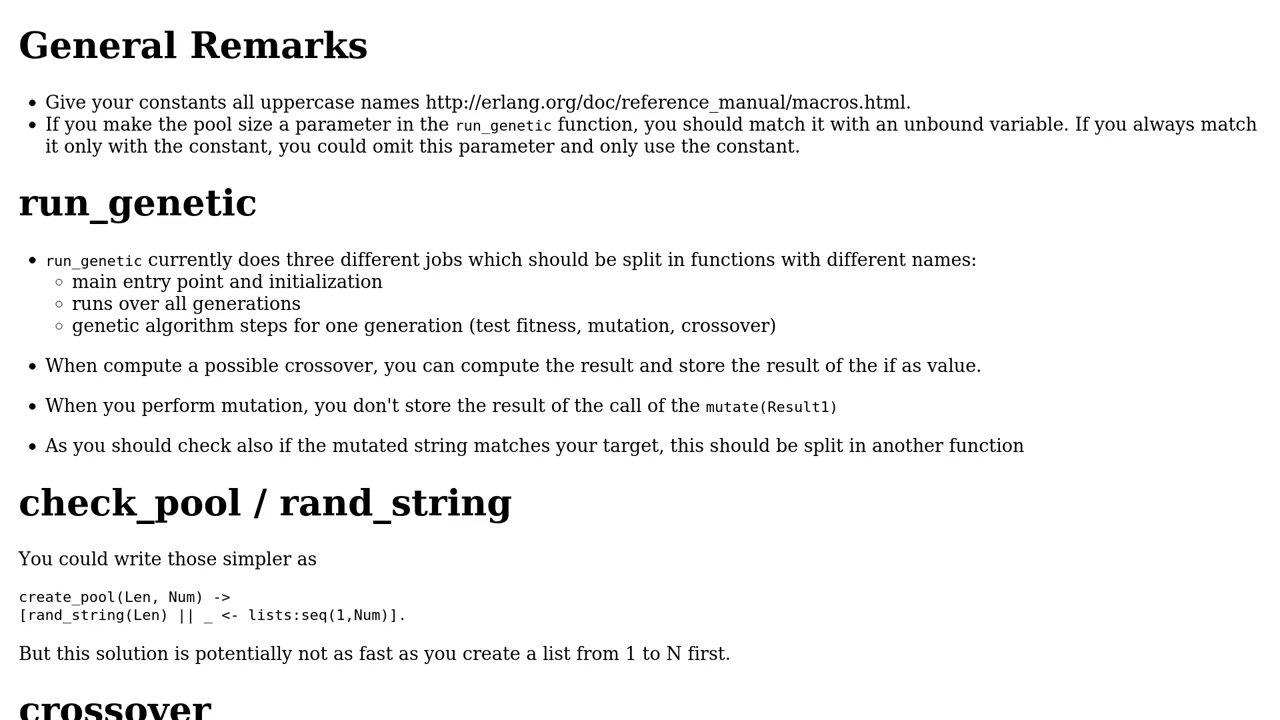 General Remarks
Give your constants all uppercase names http://erlang.org/doc/reference_manual/macros.html.
If you make the pool size a parameter in the run_genetic function, you should match it with an unbound variable. If you always match
it only with the constant, you could omit this parameter and only use the constant.
run_genetic
run_genetic currently does three different jobs which should be split in functions with different names:
main entry point and initialization
runs over all generations
genetic algorithm steps for one generation (test fitness, mutation, crossover)
When compute a possible crossover, you can compute the result and store the result of the if as value.
When you perform mutation, you don't store the result of the call of the mutate(Result1)
As you should check also if the mutated string matches your target, this should be split in another function
check_pool / rand_string
You could write those simpler as
create_pool(Len, Num) ->
[rand_string(Len) || _ <- lists:seq(1,Num)].
But this solution is potentially not as fast as you create a list from 1 to N first.
crossover